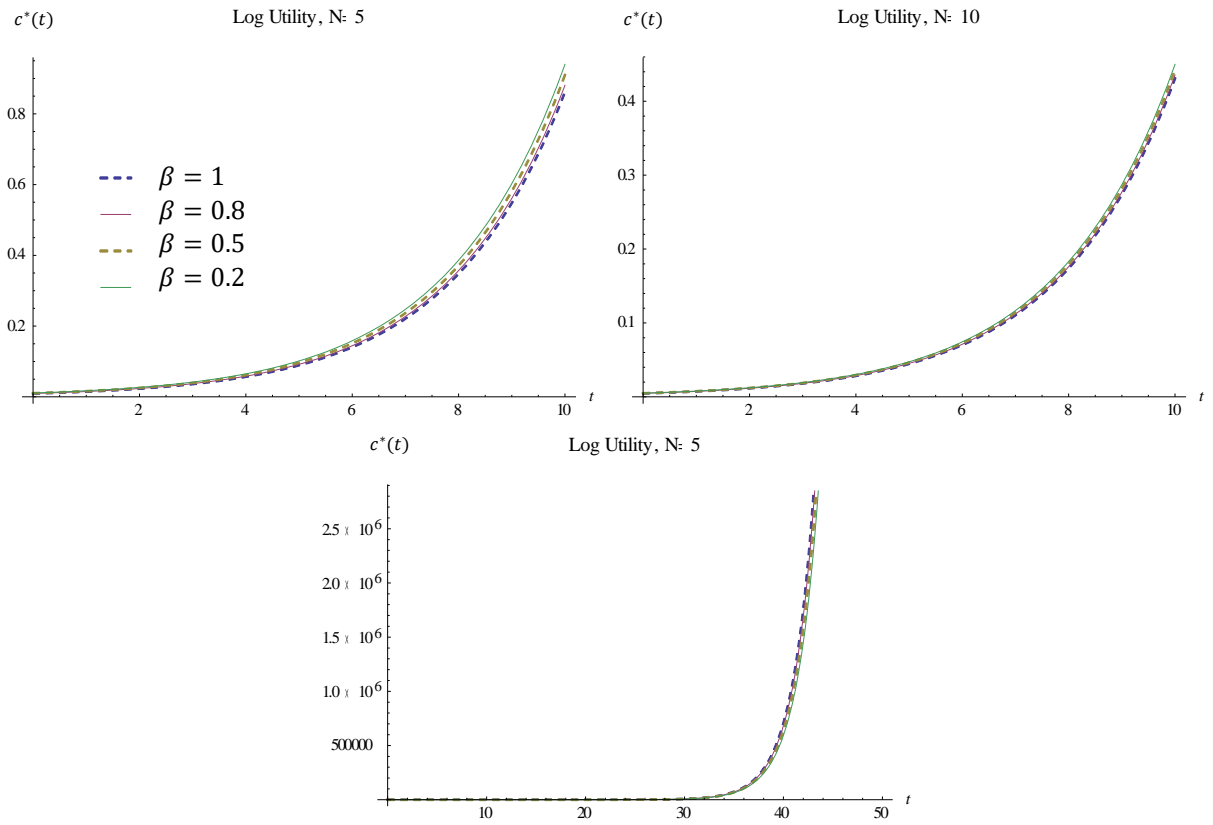 c*(t)
Log Utility, N= 5
0.8
0.6
0.4
0.2
2 4 6 8 10 t
β = 1
β = 0.8
β = 0.5
β = 0.2
c*(t)
Log Utility, N= 10
0.4
0.3
0.2
0.1
2 4 6 8 10 t
c*(t)
Log Utility, N= 5
2.5 × 10^6
2.0 × 10^6
1.5 × 10^6
1.0 × 10^6
500000
10 20 30 40 50 t